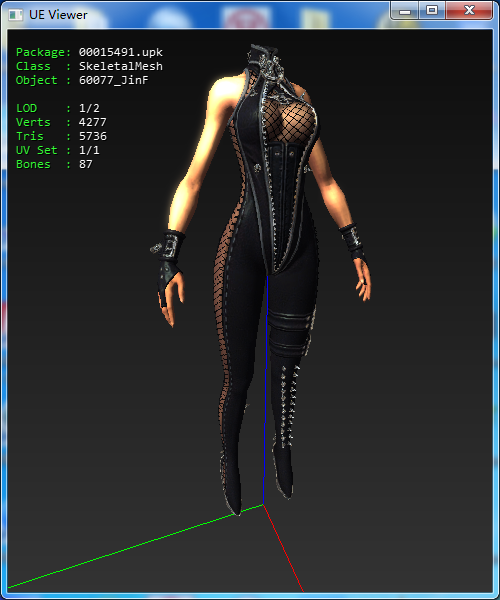 UE Viewer
Package: 00015491.upk
Class : SkeletalMesh
Object : 60077_JinF
LOD : 1/2
Verts : 4277
Tris : 5736
UV Set : 1/1
Bones : 87